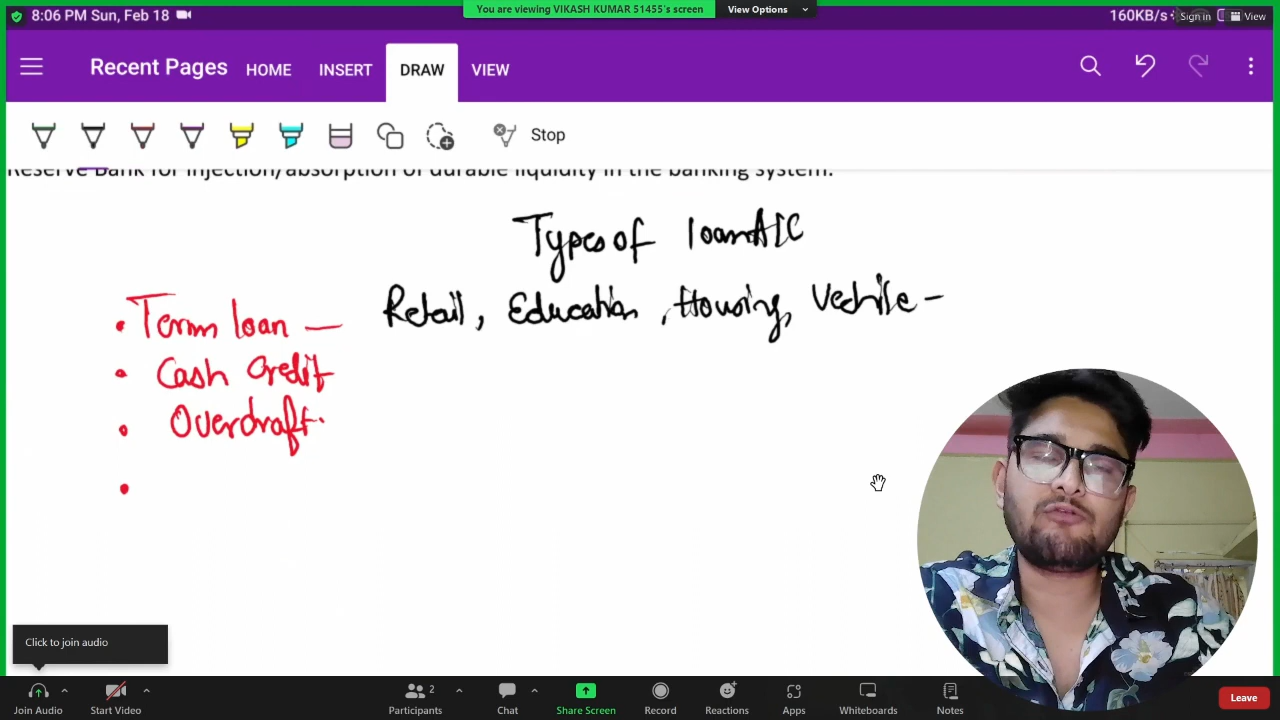 8:06 PM Sun, Feb 18
You are viewing VIKASH KUMAR 51455's screen
View Options
160KB/s
Sign in
View
Recent Pages HOME INSERT DRAW VIEW
Stop
Reserve Bank for injection/absorption of durable liquidity in the banking system.
Types of loan A/C
• Term loan — Retail, Education, Housing, Vechile –
• Cash Credit
• Overdraft.
•
Click to join audio
Join Audio Start Video Participants 2 Chat Share Screen Record Reactions Apps Whiteboards Notes Leave